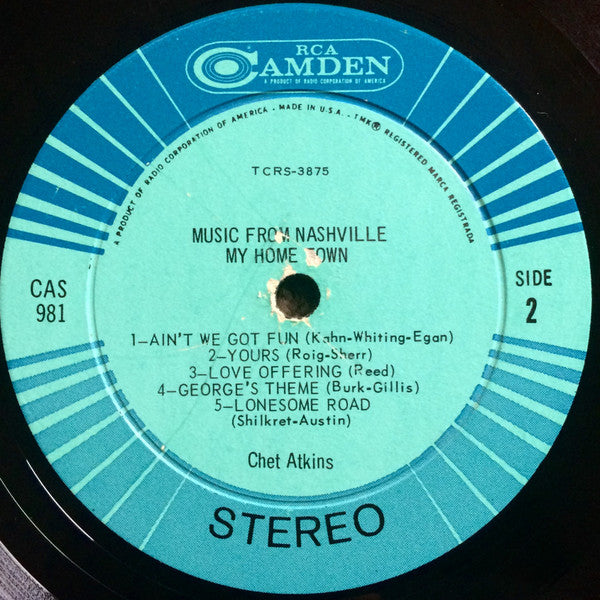 RCA
CAMDEN
A PRODUCT OF RADIO CORPORATION OF AMERICA
A PRODUCT OF RADIO CORPORATION OF AMERICA - MADE IN U.S.A. - TMK® REGISTERED MARCA REGISTRADA
TCRS-3875
MUSIC FROM NASHVILLE
MY HOME TOWN
CAS
981
SIDE
2
1—AIN'T WE GOT FUN (Kahn-Whiting-Egan)
2—YOURS (Roig-Sherr)
3—LOVE OFFERING (Reed)
4—GEORGE'S THEME (Burk-Gillis)
5—LONESOME ROAD
(Shilkret-Austin)
Chet Atkins
STEREO